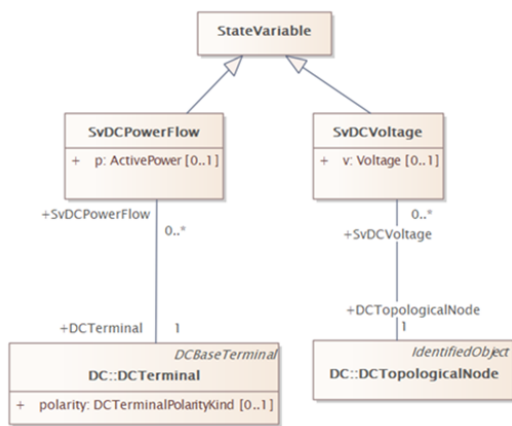 StateVariable
SvDCPowerFlow
+ p: ActivePower [0..1]
SvDCVoltage
+ v: Voltage [0..1]
+SvDCPowerFlow
0..*
0..*
+SvDCVoltage
+DCTerminal 1
+DCTopologicalNode
1
DCBaseTerminal
DC::DCTerminal
+ polarity: DCTerminalPolarityKind [0..1]
IdentifiedObject
DC::DCTopologicalNode